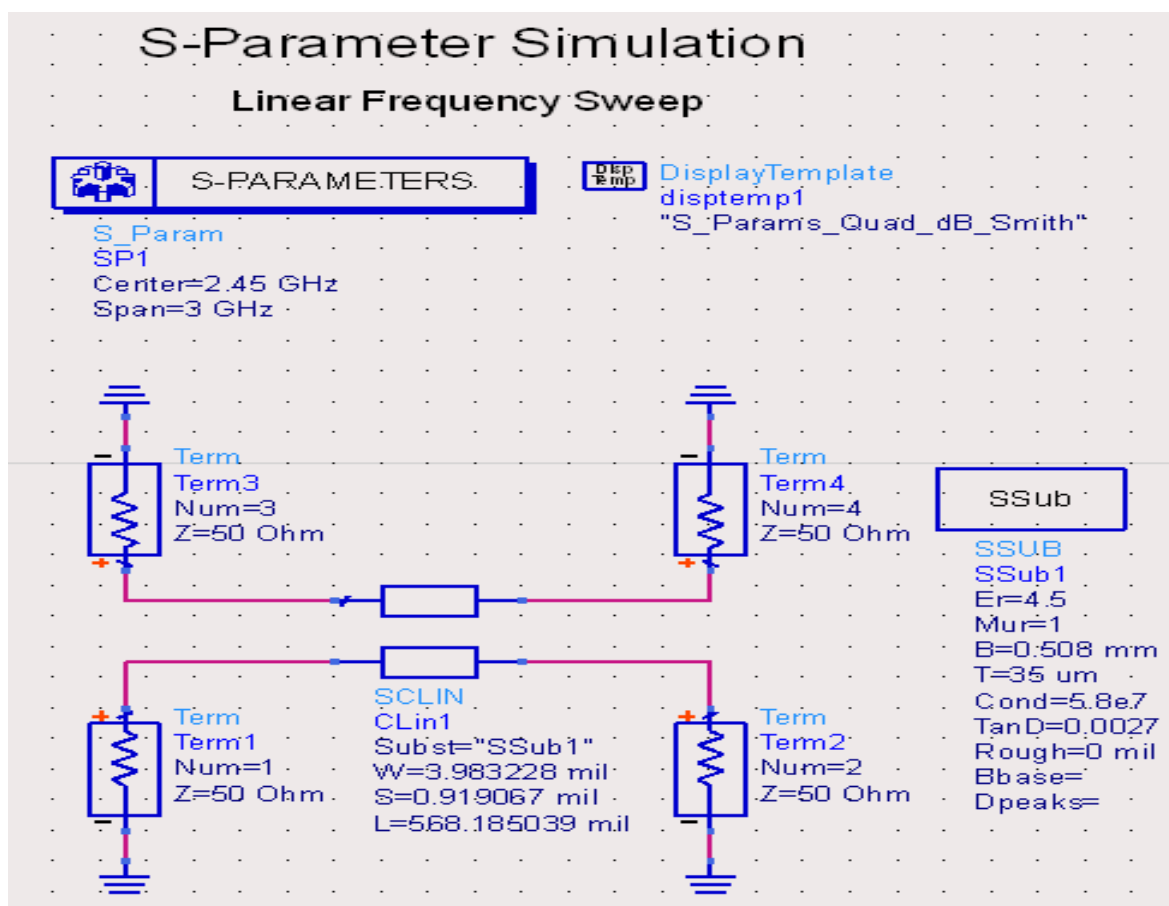 S-Parameter Simulation
Linear Frequency Sweep
S-PARAMETERS
S_Param
SP1
Center=2.45 GHz
Span=3 GHz
Disp
Temp
DisplayTemplate
disptemp1
"S_Params_Quad_dB_Smith"
Term
Term3
Num=3
Z=50 Ohm
Term
Term4
Num=4
Z=50 Ohm
SSub
SSUB
SSub1
Er=4.5
Mur=1
B=0.508 mm
T=35 um
Cond=5.8e7
TanD=0.0027
Rough=0 mil
Bbase=
Dpeaks=
Term
Term1
Num=1
Z=50 Ohm
SCLIN
CLin1
Subst="SSub1"
W=3.983228 mil
S=0.919067 mil
L=568.185039 mil
Term
Term2
Num=2
Z=50 Ohm